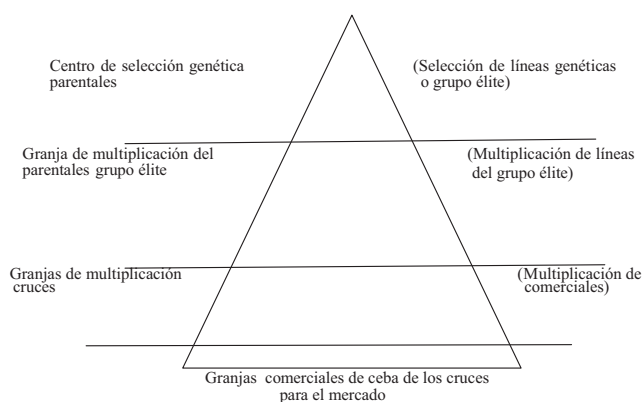 Centro de selección genética
parentales
(Selección de líneas genéticas
o grupo élite)
Granja de multiplicación del
parentales grupo élite
(Multiplicación de líneas
del grupo élite)
Granjas de multiplicación
cruces
(Multiplicación de
comerciales)
Granjas comerciales de ceba de los cruces
para el mercado